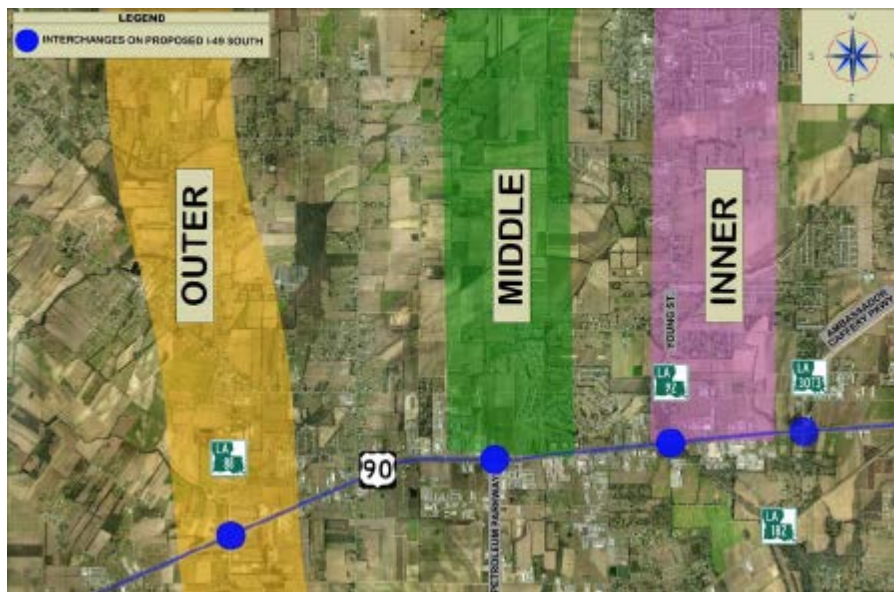 LEGEND
INTERCHANGES ON PROPOSED I-49 SOUTH
W
S
N
E
OUTER
MIDDLE
INNER
YOUNG ST.
AMBASSADOR
CAFFERY PKWY
LA
92
LA
3073
LA
90
PETROLEUM PARKWAY
LA
182